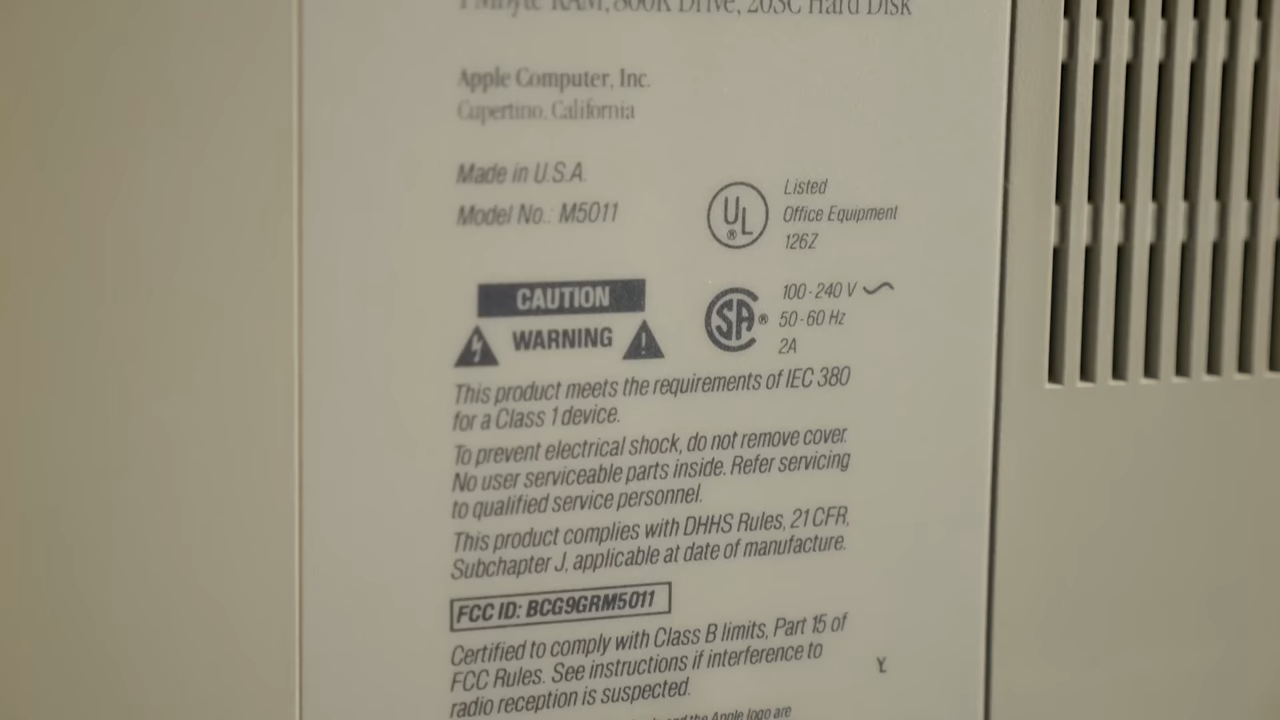 1 Mbyte RAM, 800K Drive, 20SC Hard Disk
Apple Computer, Inc.
Cupertino, California
Made in U.S.A.
Model No.: M5011
UL ®
Listed
Office Equipment
126Z
CAUTION
WARNING
SA ®
100-240 V ~
50-60 Hz
2A
This product meets the requirements of IEC 380
for a Class 1 device.
To prevent electrical shock, do not remove cover.
No user serviceable parts inside. Refer servicing
to qualified service personnel.
This product complies with DHHS Rules, 21 CFR,
Subchapter J, applicable at date of manufacture.
FCC ID: BCG9GRM5011
Certified to comply with Class B limits, Part 15 of
FCC Rules. See instructions if interference to
radio reception is suspected.
Y
and the Apple logo are